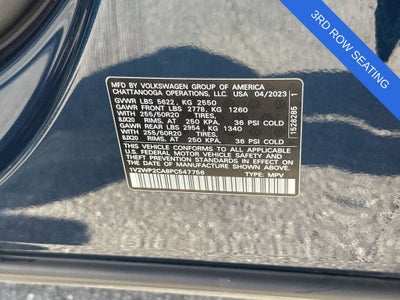 3RD ROW SEATING
MFD BY VOLKSWAGEN GROUP OF AMERICA
CHATTANOOGA OPERATIONS, LLC. USA 04/2023
GVWR LBS 5622, KG 2550
GAWR FRONT LBS 2778, KG 1260
WITH 255/50R20 TIRES,
8JX20 RIMS, AT 250 KPA, 36 PSI COLD
GAWR REAR LBS 2954, KG 1340
WITH 255/50R20 TIRES,
8JX20 RIMS, AT 250 KPA, 36 PSI COLD
THIS VEHICLE CONFORMS TO ALL APPLICABLE
FEDERAL MOTOR VEHICLE SAFETY STANDARDS
IN EFFECT ON THE DATE OF MANUFACTURE
SHOWN ABOVE.
1V2WP2CA8PC547756 TYPE: MPV
1528285 1